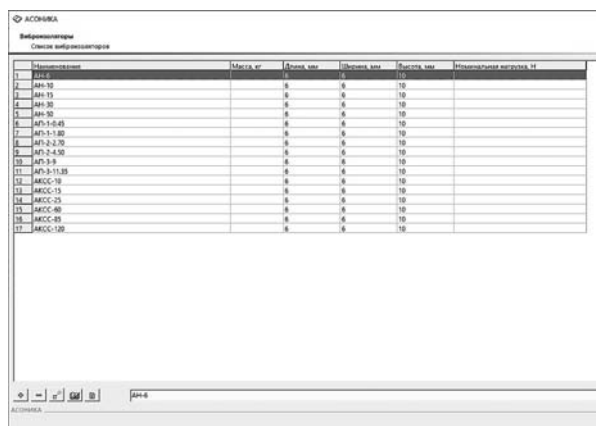 АСОНИКА
Виброизоляторы
Список виброизоляторов
Наименование Масса, кг Длина, мм Ширина, мм Высота, мм Номинальная нагрузка, Н
1 АН-6 6 6 10
2 АН-10 6 6 10
3 АН-15 6 6 10
4 АН-30 6 6 10
5 АН-50 6 6 10
6 АП-1-0.45 6 6 10
7 АП-1-1.80 6 6 10
8 АП-2-2.70 6 6 10
9 АП-2-4.50 6 6 10
10 АП-3-9 6 6 10
11 АП-3-11.35 6 6 10
12 АКСС-10 6 6 10
13 АКСС-15 6 6 10
14 АКСС-25 6 6 10
15 АКСС-60 6 6 10
16 АКСС-85 6 6 10
17 АКСС-120 6 6 10
АН-6
АСОНИКА